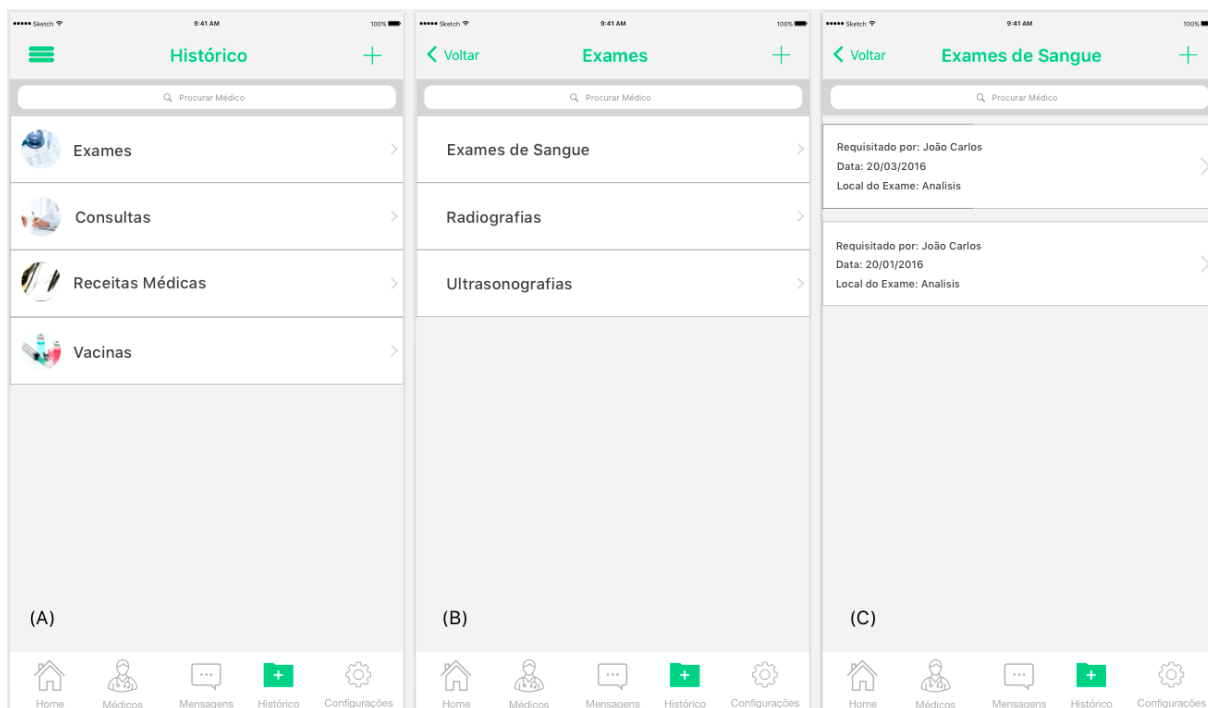 Sketch 9:41 AM 100%
Histórico
Procurar Médico
Exames
Consultas
Receitas Médicas
Vacinas
(A)
Home Médicos Mensagens Histórico Configurações
Sketch 9:41 AM 100%
Voltar Exames
Procurar Médico
Exames de Sangue
Radiografias
Ultrasonografias
(B)
Home Médicos Mensagens Histórico Configurações
Sketch 9:41 AM 100%
Voltar Exames de Sangue
Procurar Médico
Requisitado por: João Carlos
Data: 20/03/2016
Local do Exame: Analisis
Requisitado por: João Carlos
Data: 20/01/2016
Local do Exame: Analisis
(C)
Home Médicos Mensagens Histórico Configurações